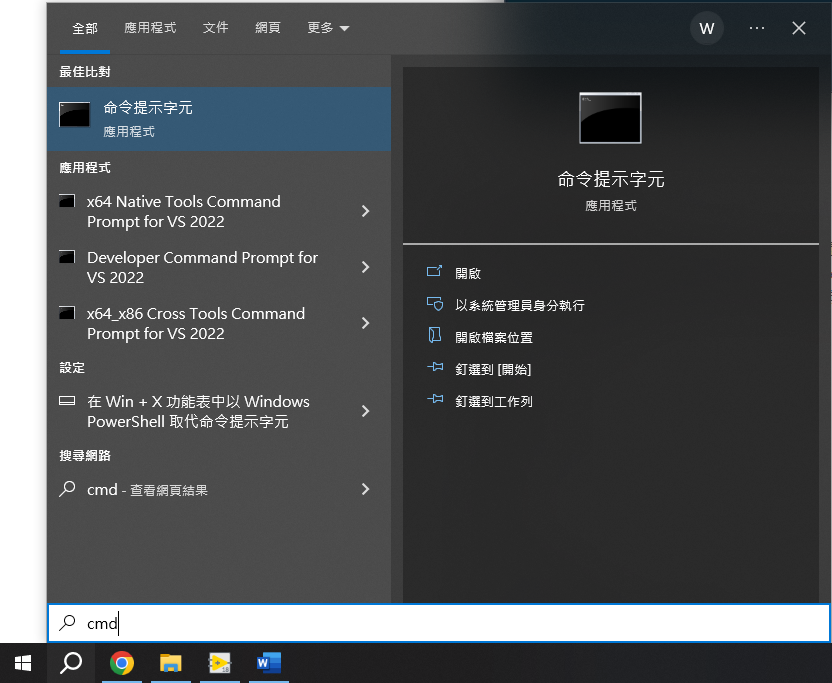 全部 應用程式 文件 網頁 更多
W
最佳比對
命令提示字元
應用程式
應用程式
x64 Native Tools Command
Prompt for VS 2022
Developer Command Prompt for
VS 2022
x64_x86 Cross Tools Command
Prompt for VS 2022
設定
在 Win + X 功能表中以 Windows
PowerShell 取代命令提示字元
搜尋網路
cmd - 查看網頁結果
命令提示字元
應用程式
開啟
以系統管理員身分執行
開啟檔案位置
釘選到 [開始]
釘選到工作列
cmd